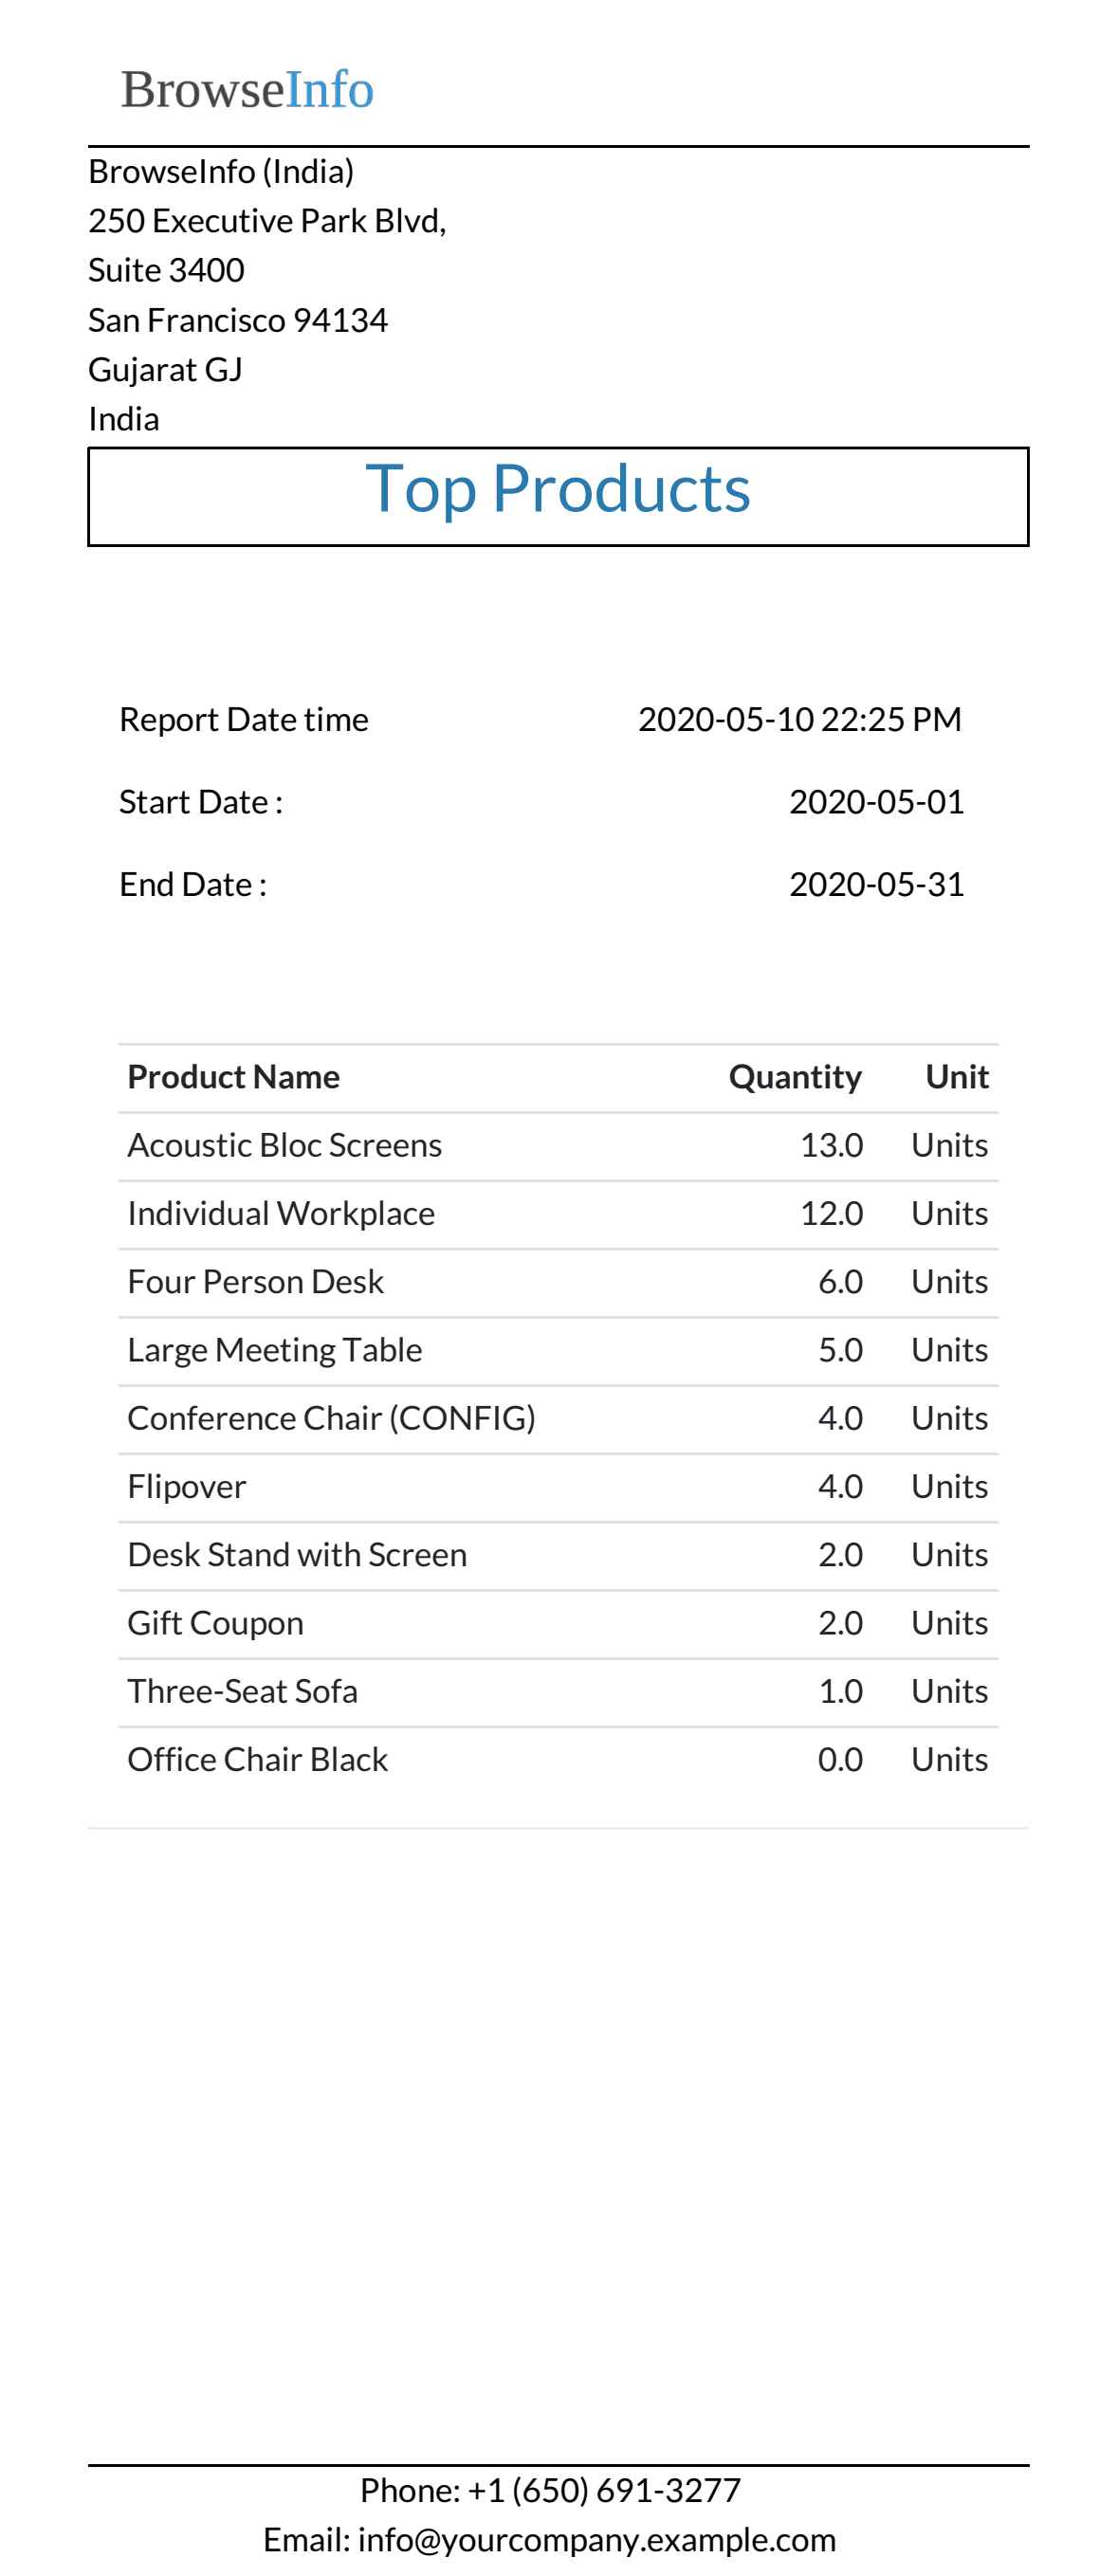 BrowseInfo
BrowseInfo (India)
250 Executive Park Blvd,
Suite 3400
San Francisco 94134
Gujarat GJ
India
Top Products
Report Date time 2020-05-10 22:25 PM
Start Date : 2020-05-01
End Date : 2020-05-31
Product Name Quantity Unit
Acoustic Bloc Screens 13.0 Units
Individual Workplace 12.0 Units
Four Person Desk 6.0 Units
Large Meeting Table 5.0 Units
Conference Chair (CONFIG) 4.0 Units
Flipover 4.0 Units
Desk Stand with Screen 2.0 Units
Gift Coupon 2.0 Units
Three-Seat Sofa 1.0 Units
Office Chair Black 0.0 Units
Phone: +1 (650) 691-3277
Email: info@yourcompany.example.com